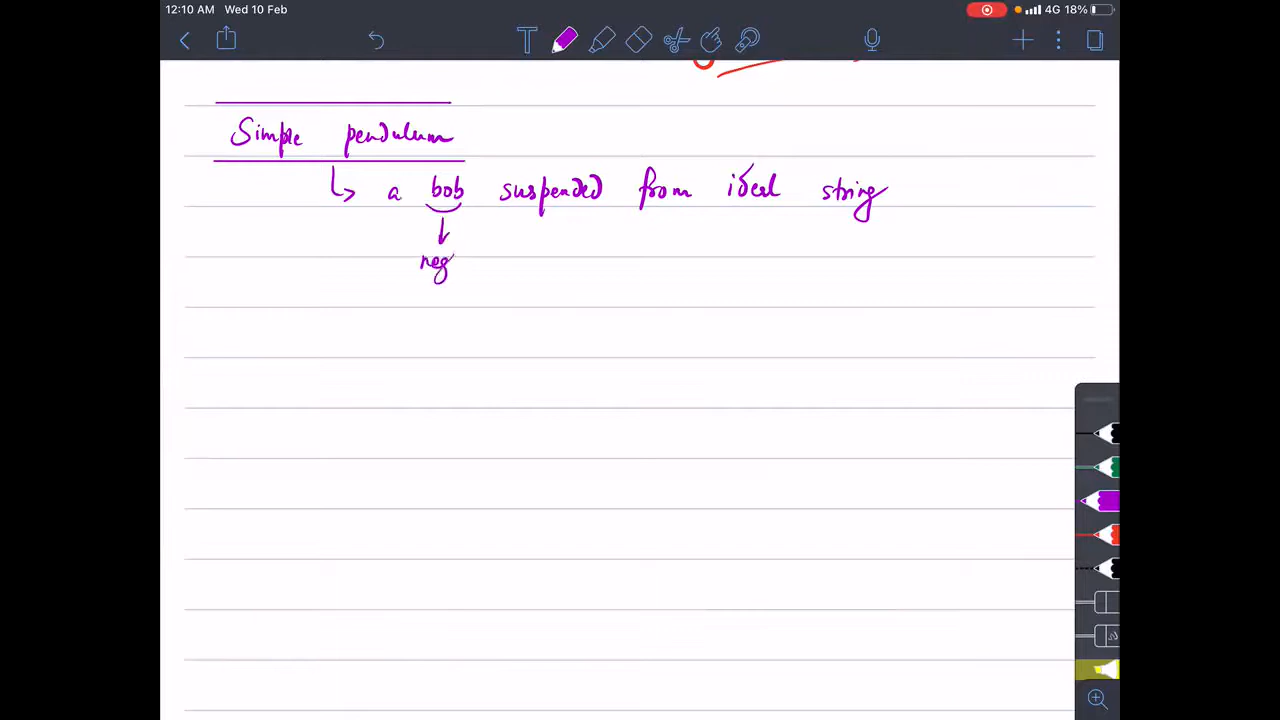 12:10 AM Wed 10 Feb 4G 18%
Simple pendulum
↳ a bob suspended from ideal string
↓
neg